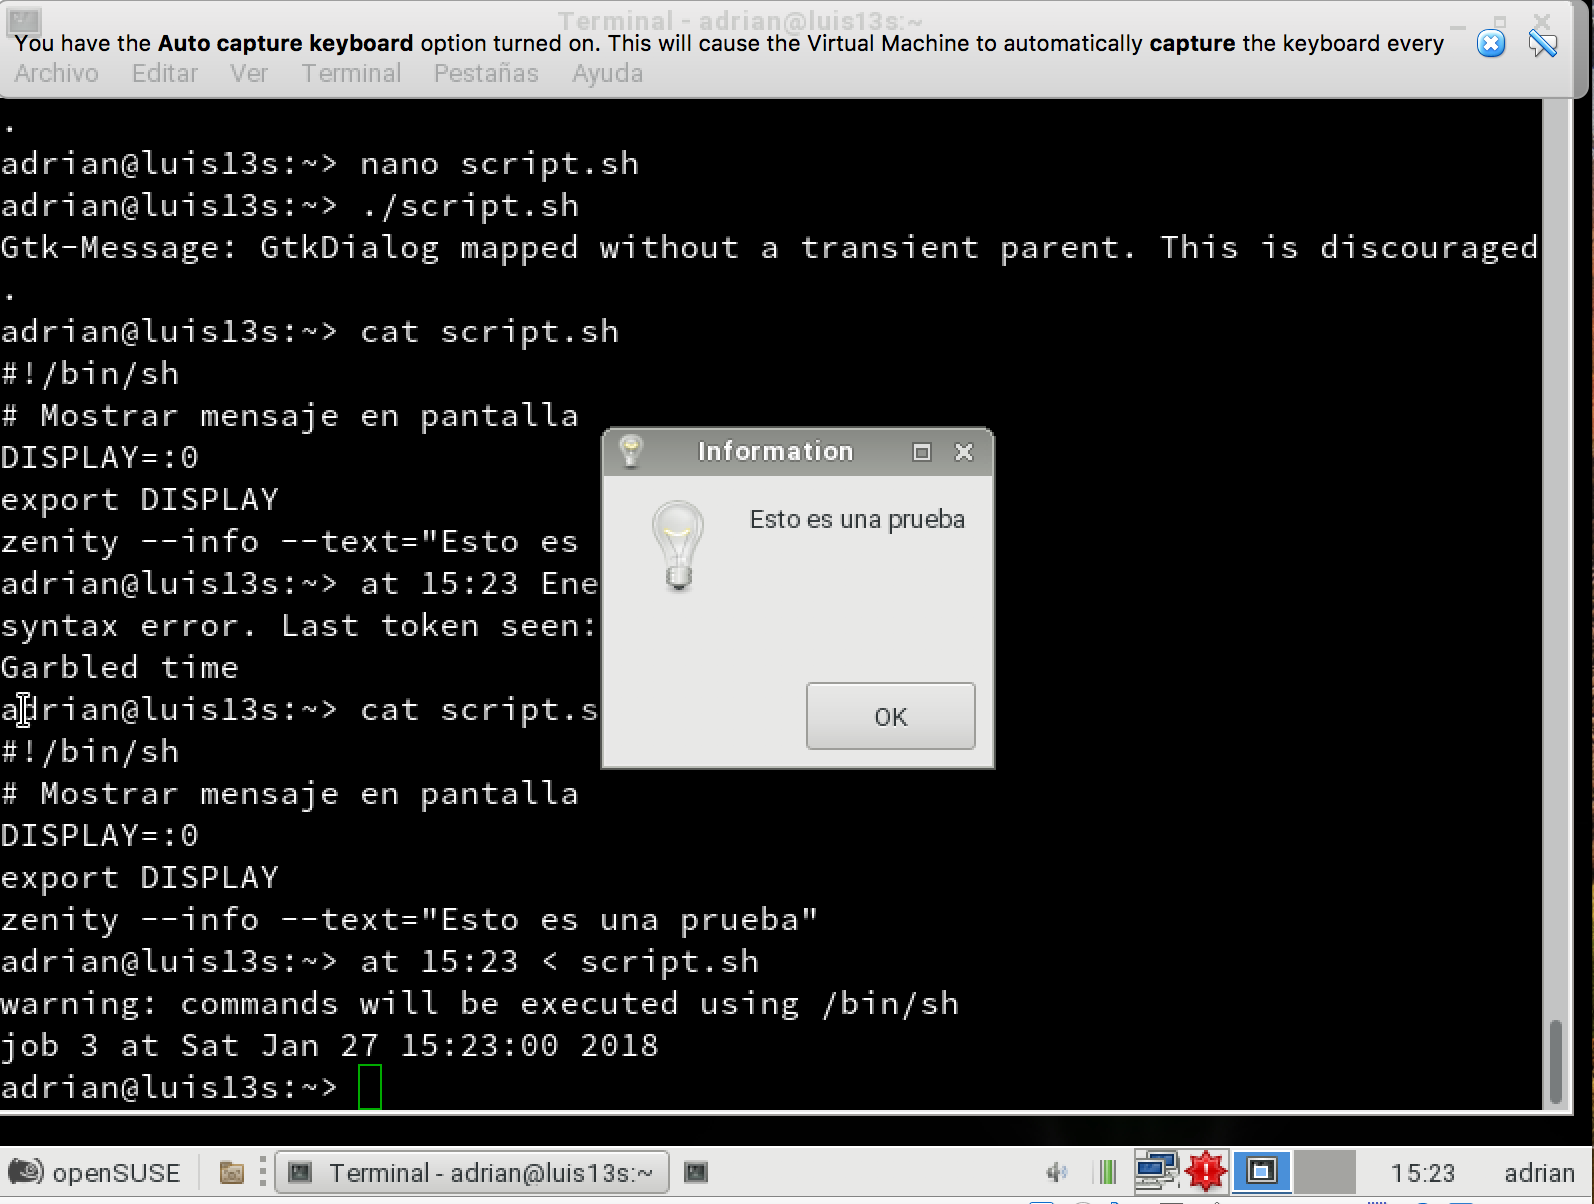 Terminal - adrian@luis13s:~
You have the Auto capture keyboard option turned on. This will cause the Virtual Machine to automatically capture the keyboard every
Archivo Editar Ver Terminal Pestañas Ayuda
.
adrian@luis13s:~> nano script.sh
adrian@luis13s:~> ./script.sh
Gtk-Message: GtkDialog mapped without a transient parent. This is discouraged
.
adrian@luis13s:~> cat script.sh
#!/bin/sh
# Mostrar mensaje en pantalla
DISPLAY=:0
export DISPLAY
zenity --info --text="Esto es
adrian@luis13s:~> at 15:23 Ene
syntax error. Last token seen:
Garbled time
adrian@luis13s:~> cat script.s
#!/bin/sh
# Mostrar mensaje en pantalla
DISPLAY=:0
export DISPLAY
zenity --info --text="Esto es una prueba"
adrian@luis13s:~> at 15:23 < script.sh
warning: commands will be executed using /bin/sh
job 3 at Sat Jan 27 15:23:00 2018
adrian@luis13s:~>
Information
Esto es una prueba
OK
openSUSE Terminal - adrian@luis13s:~ 15:23 adrian